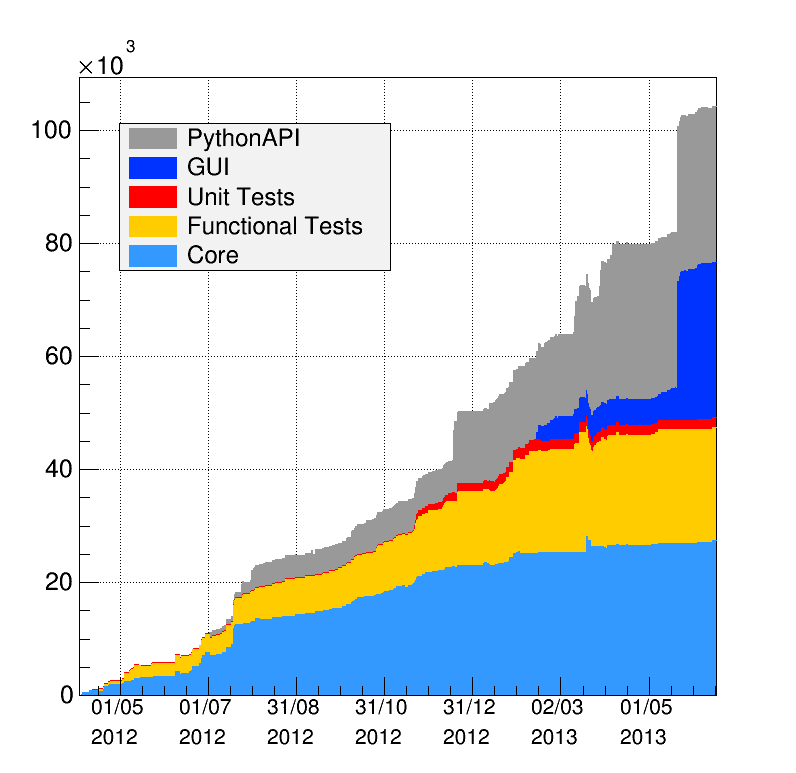 ×10³
100
80
60
40
20
0
PythonAPI
GUI
Unit Tests
Functional Tests
Core
01/05 01/07 31/08 31/10 31/12 02/03 01/05
2012 2012 2012 2012 2012 2013 2013